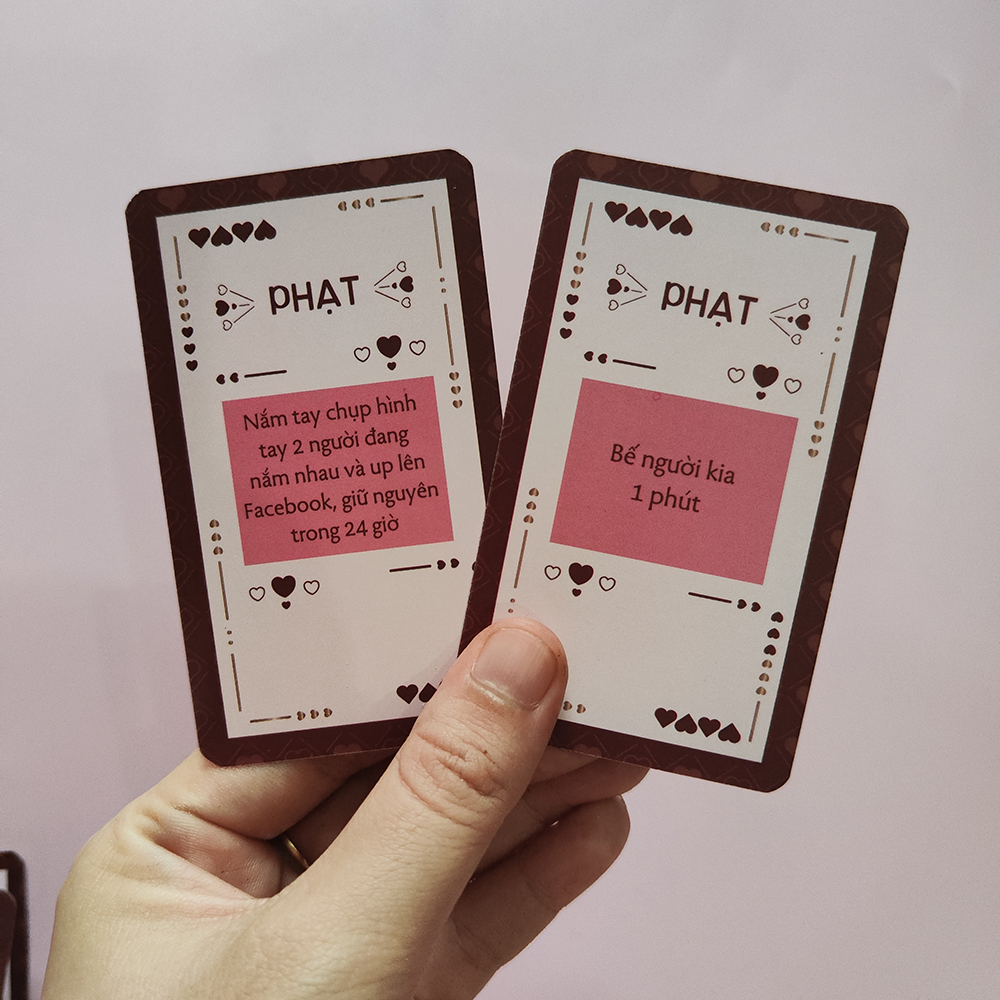 PHẠT
Nắm tay chụp hình
tay 2 người đang
nắm nhau và up lên
Facebook, giữ nguyên
trong 24 giờ
PHẠT
Bế người kia
1 phút